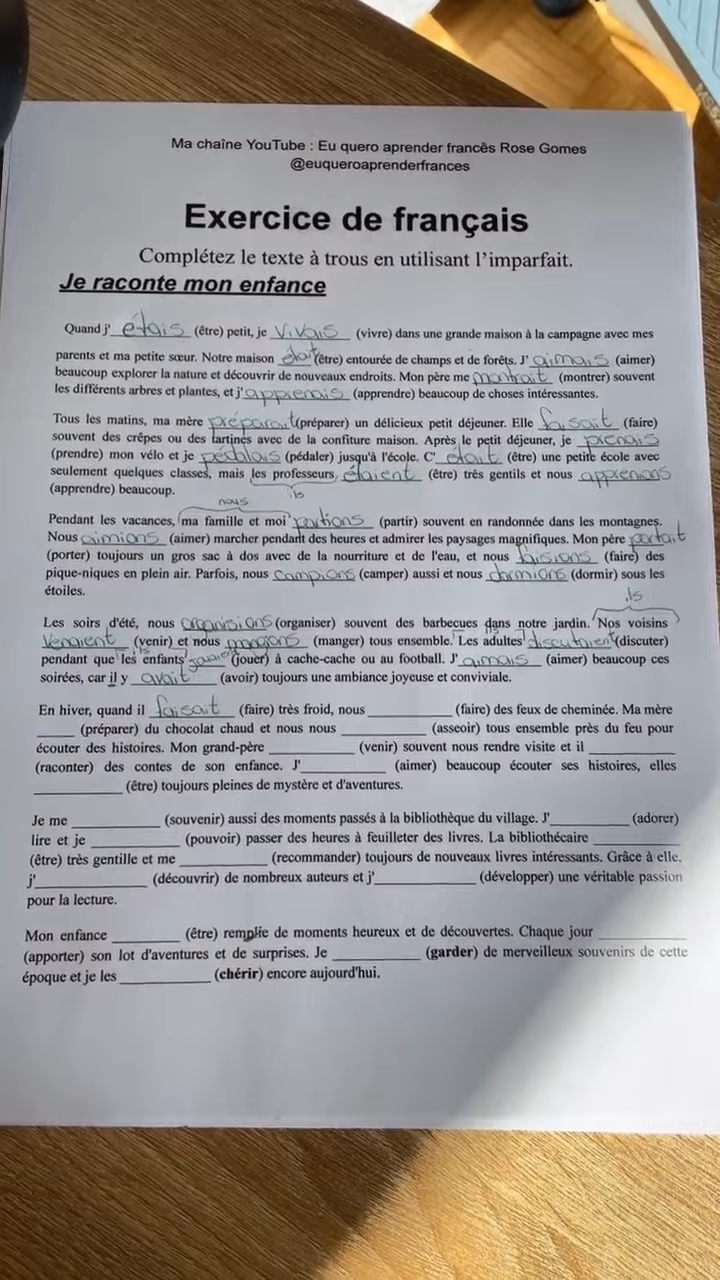 Ma chaîne YouTube : Eu quero aprender francês Rose Gomes
@euqueroaprenderfrances
Exercice de français
Complétez le texte à trous en utilisant l'imparfait.
Je raconte mon enfance
Quand j' étais (être) petit, je vivais (vivre) dans une grande maison à la campagne avec mes
parents et ma petite sœur. Notre maison était (être) entourée de champs et de forêts. J' aimais (aimer)
beaucoup explorer la nature et découvrir de nouveaux endroits. Mon père me montrait (montrer) souvent
les différents arbres et plantes, et j' apprenais (apprendre) beaucoup de choses intéressantes.
Tous les matins, ma mère préparait (préparer) un délicieux petit déjeuner. Elle faisait (faire)
souvent des crêpes ou des tartines avec de la confiture maison. Après le petit déjeuner, je prenais
(prendre) mon vélo et je pédalais (pédaler) jusqu'à l'école. C' était (être) une petite école avec
seulement quelques classes, mais les professeurs étaient (être) très gentils et nous apprenions
(apprendre) beaucoup.
ils
nous
Pendant les vacances, ma famille et moi partions (partir) souvent en randonnée dans les montagnes.
Nous aimions (aimer) marcher pendant des heures et admirer les paysages magnifiques. Mon père portait
(porter) toujours un gros sac à dos avec de la nourriture et de l'eau, et nous faisions (faire) des
pique-niques en plein air. Parfois, nous campions (camper) aussi et nous dormions (dormir) sous les
étoiles.
ils
Les soirs d'été, nous organisions (organiser) souvent des barbecues dans notre jardin. Nos voisins
venaient (venir) et nous mangions (manger) tous ensemble. Les adultes discutaient (discuter)
ils
ils
pendant que les enfants (jouer) à cache-cache ou au football. J' aimais (aimer) beaucoup ces
soirées, car il y avait (avoir) toujours une ambiance joyeuse et conviviale.
En hiver, quand il faisait (faire) très froid, nous ________ (faire) des feux de cheminée. Ma mère
____ (préparer) du chocolat chaud et nous nous ________ (asseoir) tous ensemble près du feu pour
écouter des histoires. Mon grand-père ________ (venir) souvent nous rendre visite et il ________
(raconter) des contes de son enfance. J'________ (aimer) beaucoup écouter ses histoires, elles
________ (être) toujours pleines de mystère et d'aventures.
Je me ________ (souvenir) aussi des moments passés à la bibliothèque du village. J'________ (adorer)
lire et je ________ (pouvoir) passer des heures à feuilleter des livres. La bibliothécaire ________
(être) très gentille et me ________ (recommander) toujours de nouveaux livres intéressants. Grâce à elle,
j'________ (découvrir) de nombreux auteurs et j'________ (développer) une véritable passion
pour la lecture.
Mon enfance ________ (être) remplie de moments heureux et de découvertes. Chaque jour ________
(apporter) son lot d'aventures et de surprises. Je ________ (garder) de merveilleux souvenirs de cette
époque et je les ________ (chérir) encore aujourd'hui.